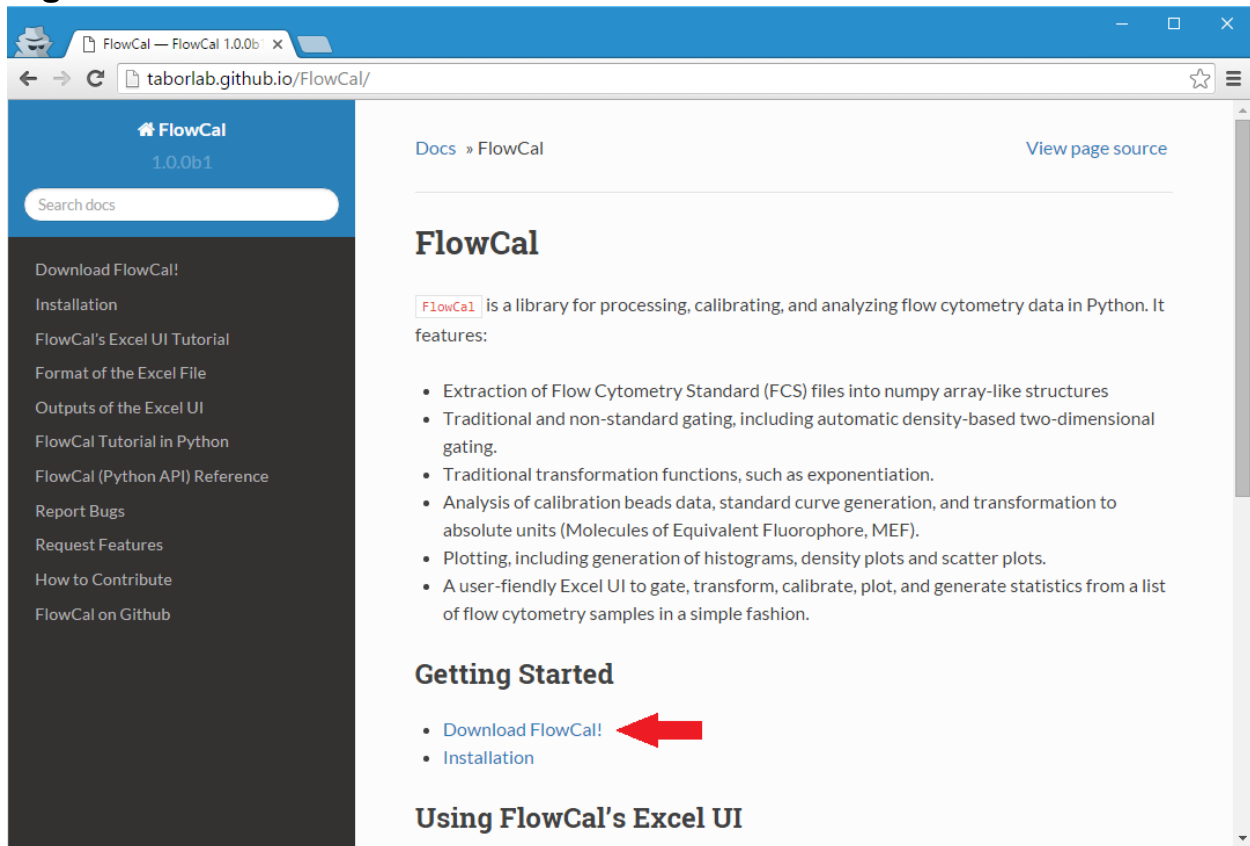 FlowCal — FlowCal 1.0.0b1
taborlab.github.io/FlowCal/
FlowCal
1.0.0b1
Search docs
Download FlowCal!
Installation
FlowCal's Excel UI Tutorial
Format of the Excel File
Outputs of the Excel UI
FlowCal Tutorial in Python
FlowCal (Python API) Reference
Report Bugs
Request Features
How to Contribute
FlowCal on Github
Docs » FlowCal
View page source
FlowCal
FlowCal is a library for processing, calibrating, and analyzing flow cytometry data in Python. It
features:
• Extraction of Flow Cytometry Standard (FCS) files into numpy array-like structures
• Traditional and non-standard gating, including automatic density-based two-dimensional
gating.
• Traditional transformation functions, such as exponentiation.
• Analysis of calibration beads data, standard curve generation, and transformation to
absolute units (Molecules of Equivalent Fluorophore, MEF).
• Plotting, including generation of histograms, density plots and scatter plots.
• A user-fiendly Excel UI to gate, transform, calibrate, plot, and generate statistics from a list
of flow cytometry samples in a simple fashion.
Getting Started
• Download FlowCal!
• Installation
Using FlowCal's Excel UI